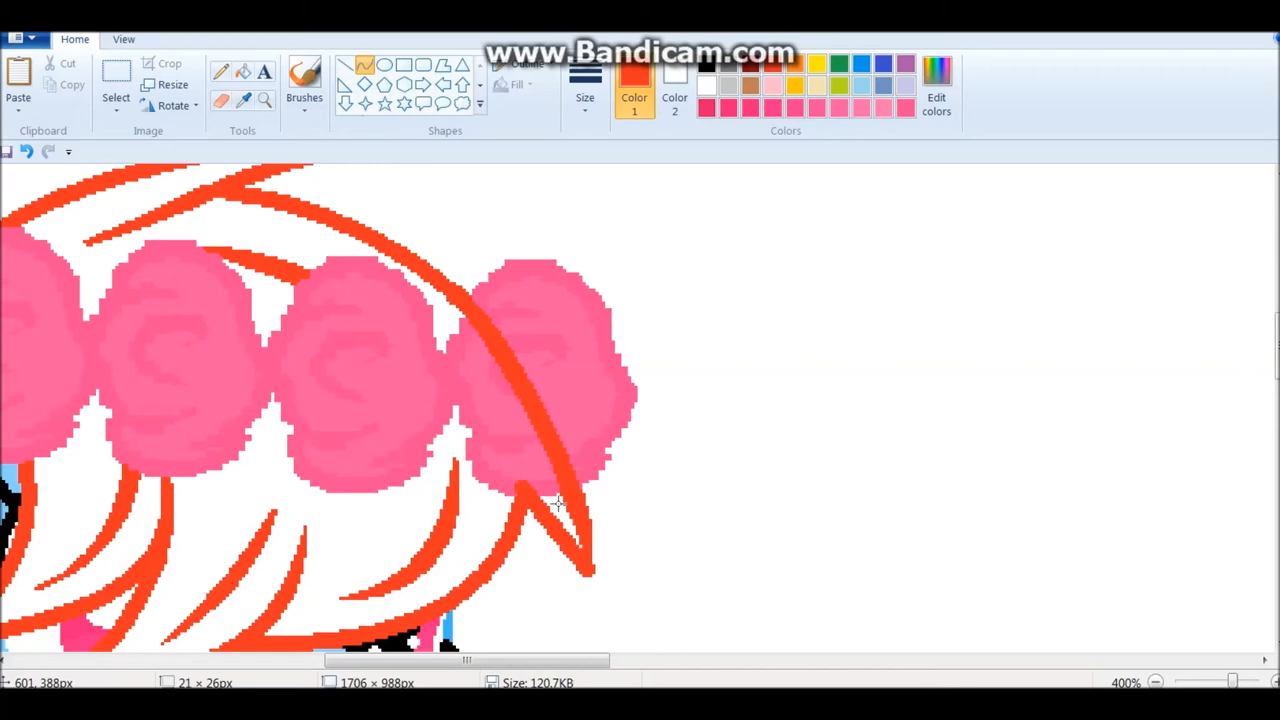 www.Bandicam.com
Home View
Paste
Cut
Copy
Clipboard
Select
Crop
Resize
Rotate
Image
A
Tools
Brushes
Outline
Fill
Shapes
Size
Color 1
Color 2
Edit colors
Colors
601, 388px
21 × 26px
1706 × 988px
Size: 120.7KB
400%